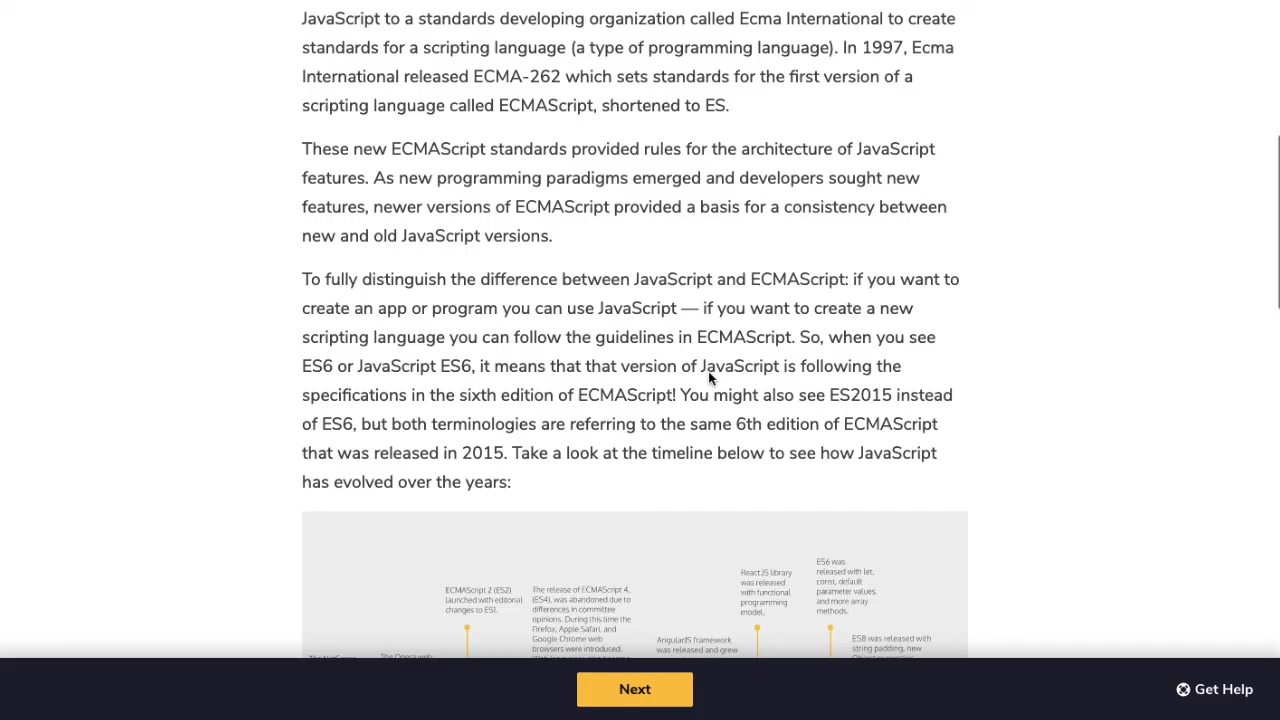 JavaScript to a standards developing organization called Ecma International to create
standards for a scripting language (a type of programming language). In 1997, Ecma
International released ECMA-262 which sets standards for the first version of a
scripting language called ECMAScript, shortened to ES.
These new ECMAScript standards provided rules for the architecture of JavaScript
features. As new programming paradigms emerged and developers sought new
features, newer versions of ECMAScript provided a basis for a consistency between
new and old JavaScript versions.
To fully distinguish the difference between JavaScript and ECMAScript: if you want to
create an app or program you can use JavaScript — if you want to create a new
scripting language you can follow the guidelines in ECMAScript. So, when you see
ES6 or JavaScript ES6, it means that that version of JavaScript is following the
specifications in the sixth edition of ECMAScript! You might also see ES2015 instead
of ES6, but both terminologies are referring to the same 6th edition of ECMAScript
that was released in 2015. Take a look at the timeline below to see how JavaScript
has evolved over the years:
ECMAScript 2 (ES2)
launched with editorial
changes to ES1.
The release of ECMAScript 4,
(ES4), was abandoned due to
differences in committee
opinions. During this time the
Firefox, Apple Safari, and
Google Chrome web
browsers were introduced.
AngularJS framework
was released and grew
React.JS library
was released
with functional
programming
model.
ES6 was
released with let,
const, default
parameter values,
and more array
methods.
ES8 was released with
string padding, new
The Opera web
Next
Get Help